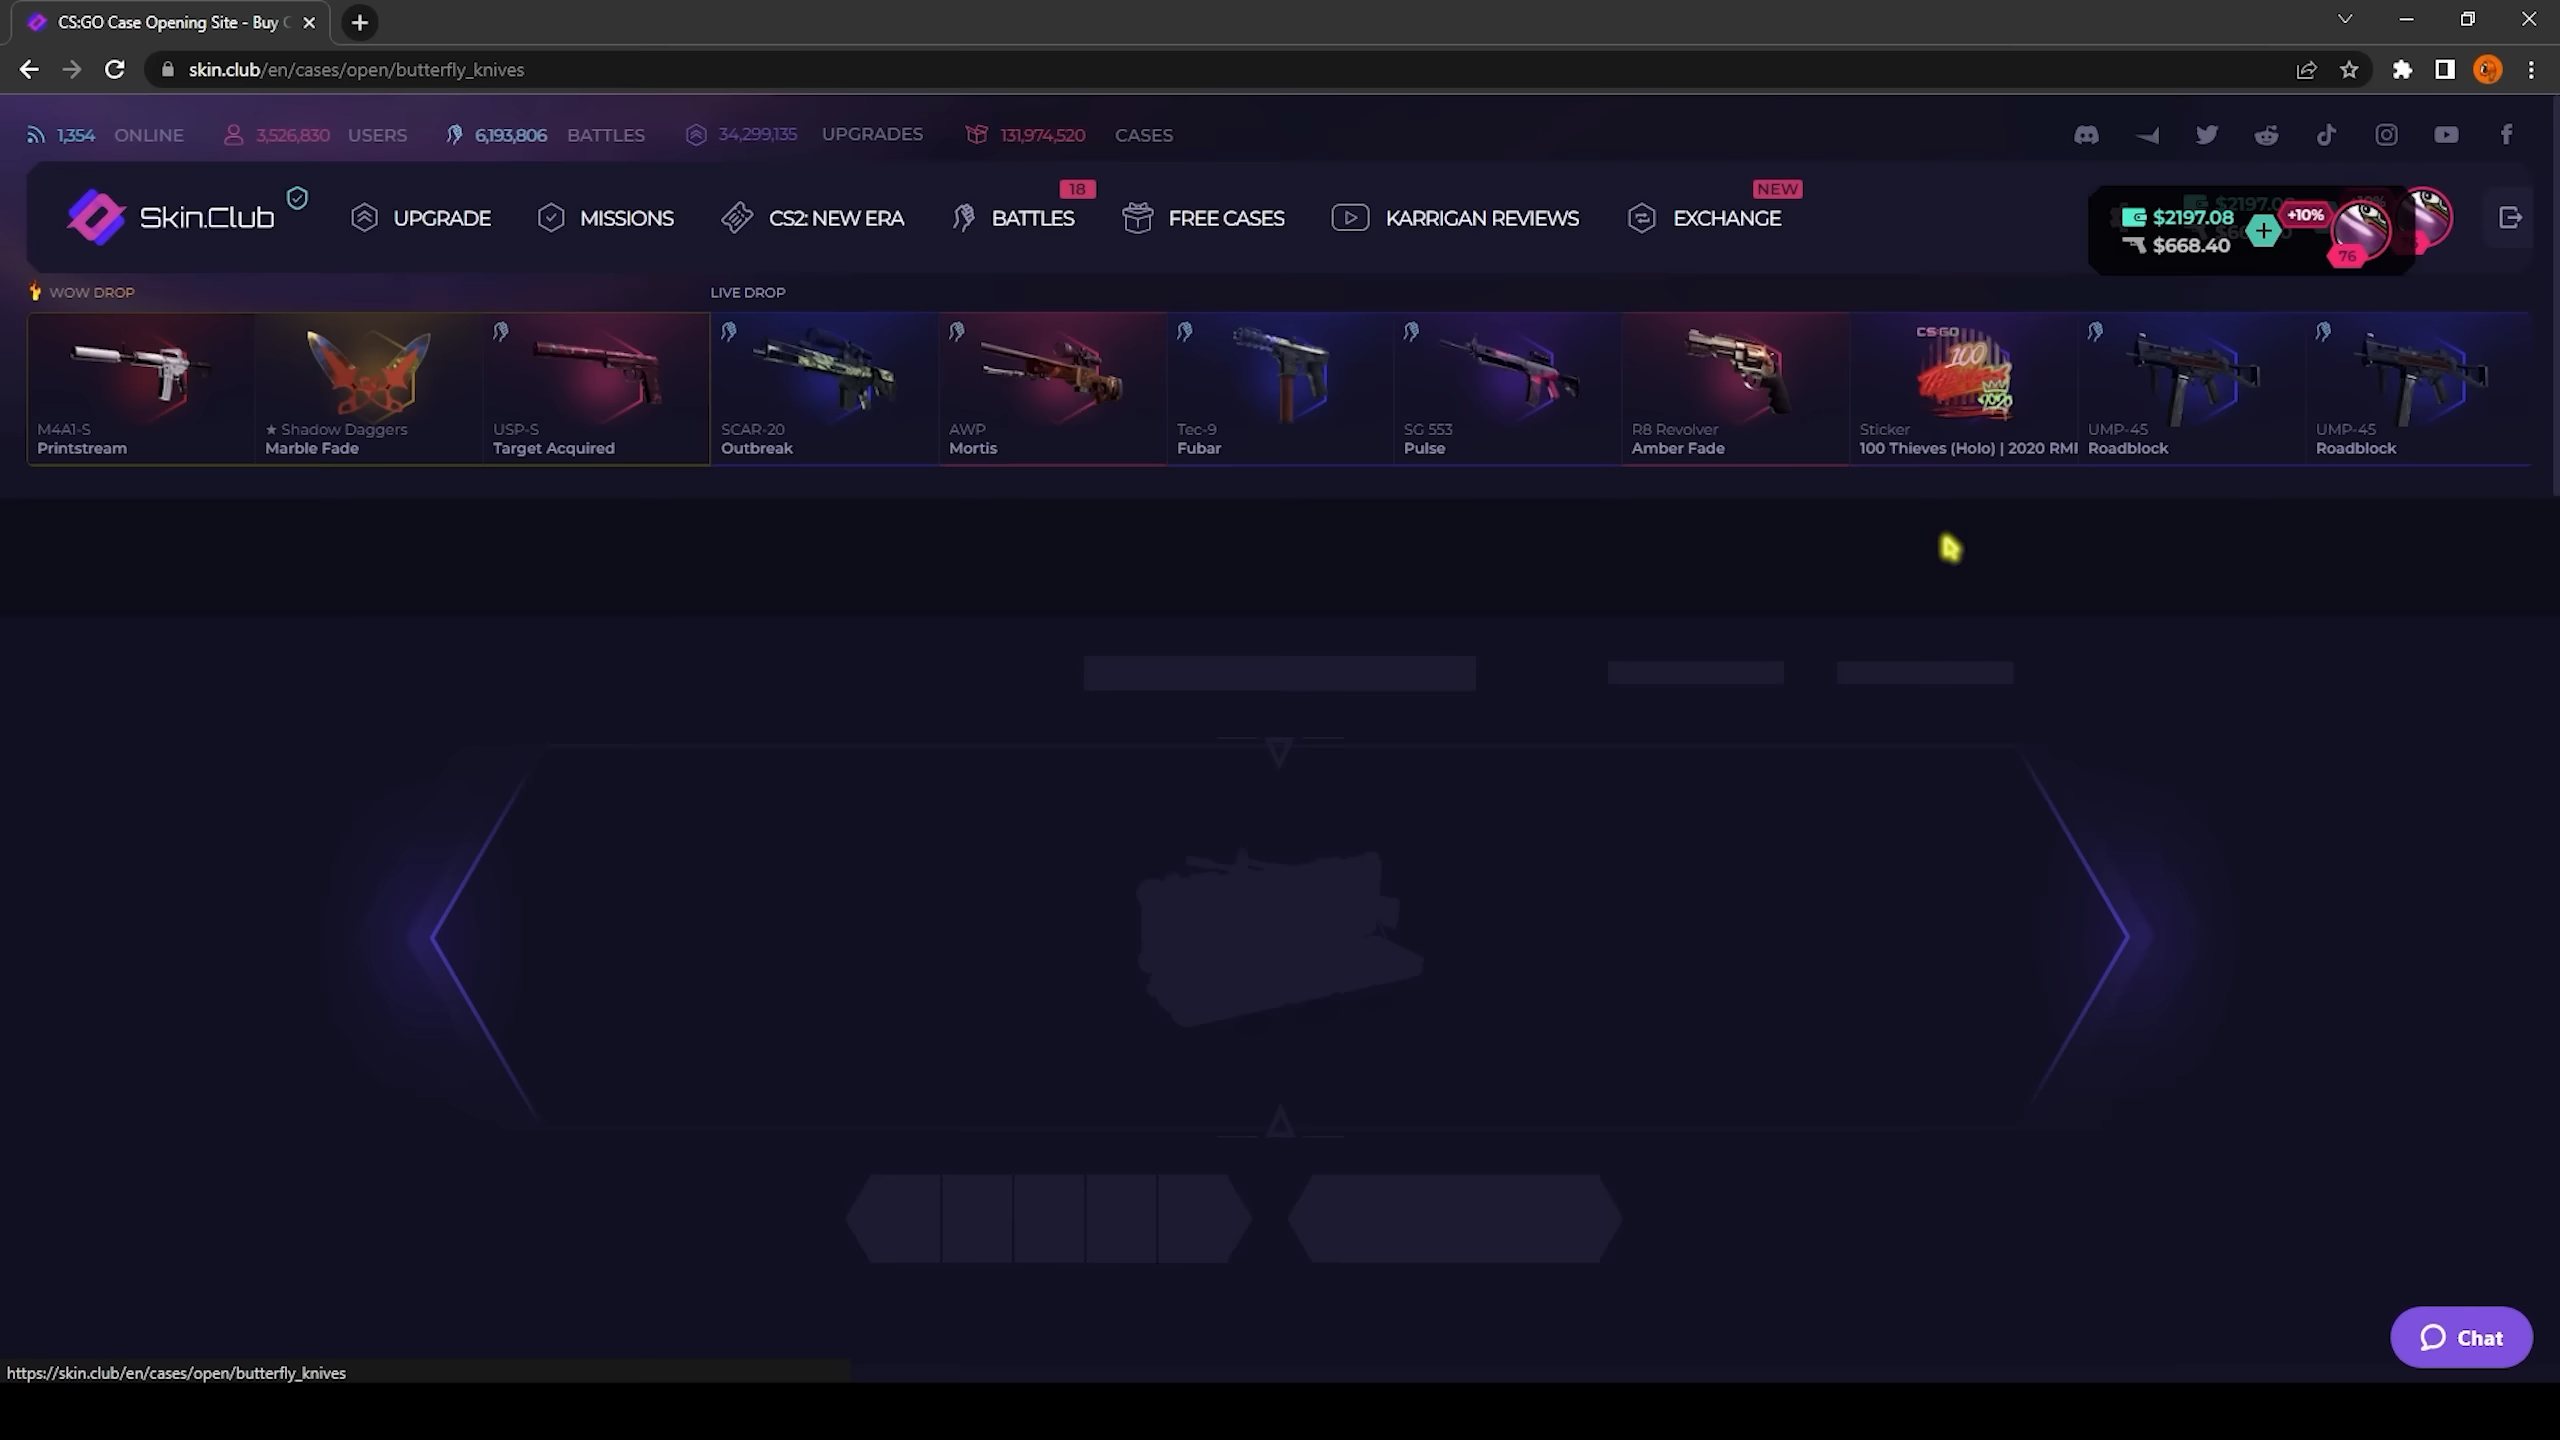 CS:GO Case Opening Site - Buy C
skin.club/en/cases/open/butterfly_knives
1,354 ONLINE 3,526,830 USERS 6,193,806 BATTLES 34,299,135 UPGRADES 131,974,520 CASES
Skin.Club UPGRADE MISSIONS CS2: NEW ERA BATTLES 18 FREE CASES KARRIGAN REVIEWS EXCHANGE NEW
$2197.08 +10%
$668.40 76
WOW DROP LIVE DROP
M4A1-S ★ Shadow Daggers USP-S SCAR-20 AWP Tec-9 SG 553 R8 Revolver Sticker UMP-45 UMP-45
Printstream Marble Fade Target Acquired Outbreak Mortis Fubar Pulse Amber Fade 100 Thieves (Holo) | 2020 RMI Roadblock Roadblock
CS:GO
100
Chat
https://skin.club/en/cases/open/butterfly_knives